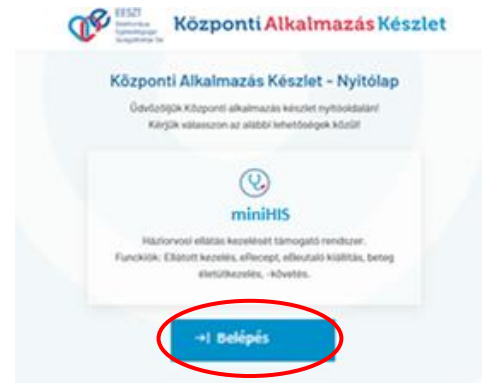 EESZT
Központi Alkalmazás Készlet
Központi Alkalmazás Készlet - Nyitólap
Üdvözöljük Központi alkalmazás készlet nyitóoldalán!
Kérjük válasszon az alábbi lehetőségek közül!
miniHIS
Háziorvosi ellátás kezelését támogató rendszer.
Funckiók: Ellátott kezelés, eRecept, eBeutaló kiállítás, beteg
életútkezelés, -követés.
Belépés